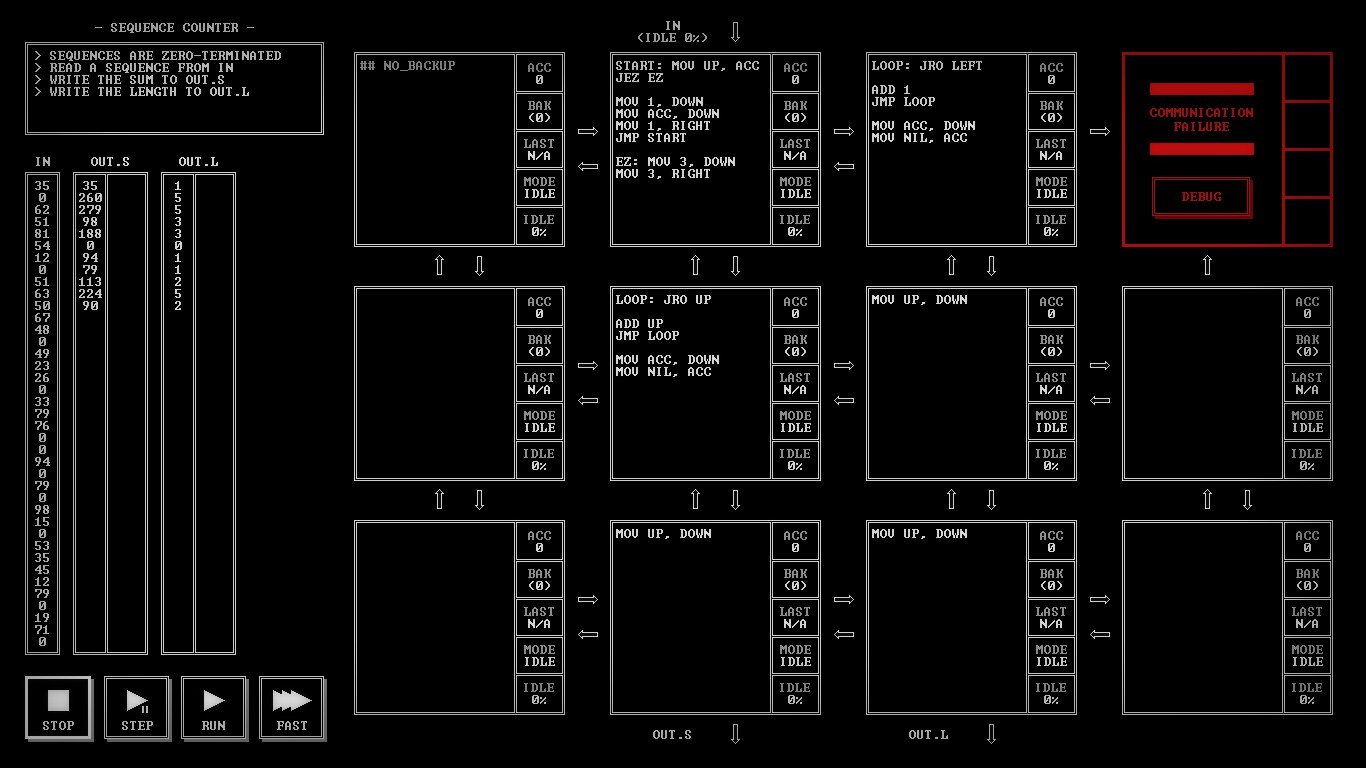 - SEQUENCE COUNTER -
> SEQUENCES ARE ZERO-TERMINATED
> READ A SEQUENCE FROM IN
> WRITE THE SUM TO OUT.S
> WRITE THE LENGTH TO OUT.L
IN OUT.S OUT.L
35 35 1
0 260 5
62 279 5
51 98 3
81 188 3
54 0 0
12 94 1
0 79 1
51 113 2
63 224 5
50 90 2
67
48
0
49
23
26
0
33
79
76
0
0
94
0
79
0
98
15
0
53
35
45
12
79
0
19
71
0
STOP
STEP
RUN
FAST
IN
(IDLE 0%)
## NO_BACKUP
ACC
0
BAK
(0)
LAST
N/A
MODE
IDLE
IDLE
0%
START: MOV UP, ACC
JEZ EZ
MOV 1, DOWN
MOV ACC, DOWN
MOV 1, RIGHT
JMP START
EZ: MOV 3, DOWN
MOV 3, RIGHT
ACC
0
BAK
(0)
LAST
N/A
MODE
IDLE
IDLE
0%
LOOP: JRO LEFT
ADD 1
JMP LOOP
MOV ACC, DOWN
MOV NIL, ACC
ACC
0
BAK
(0)
LAST
N/A
MODE
IDLE
IDLE
0%
COMMUNICATION
FAILURE
DEBUG
ACC
0
BAK
(0)
LAST
N/A
MODE
IDLE
IDLE
0%
LOOP: JRO UP
ADD UP
JMP LOOP
MOV ACC, DOWN
MOV NIL, ACC
ACC
0
BAK
(0)
LAST
N/A
MODE
IDLE
IDLE
0%
MOV UP, DOWN
ACC
0
BAK
(0)
LAST
N/A
MODE
IDLE
IDLE
0%
ACC
0
BAK
(0)
LAST
N/A
MODE
IDLE
IDLE
0%
ACC
0
BAK
(0)
LAST
N/A
MODE
IDLE
IDLE
0%
MOV UP, DOWN
ACC
0
BAK
(0)
LAST
N/A
MODE
IDLE
IDLE
0%
MOV UP, DOWN
ACC
0
BAK
(0)
LAST
N/A
MODE
IDLE
IDLE
0%
ACC
0
BAK
(0)
LAST
N/A
MODE
IDLE
IDLE
0%
OUT.S
OUT.L